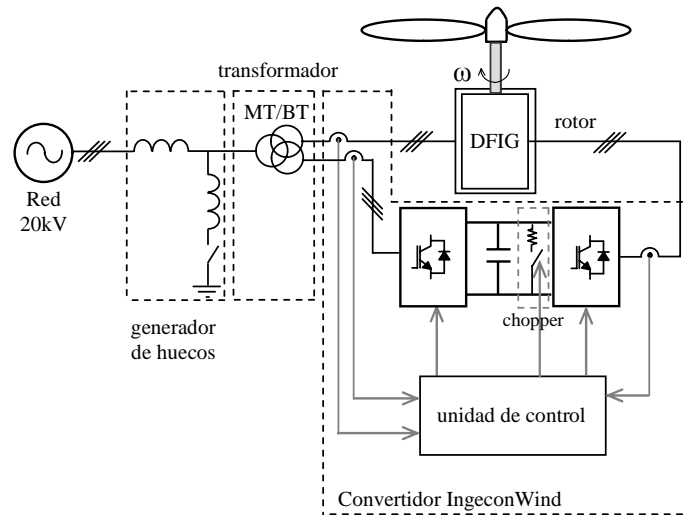 transformador
MT/BT
ω
DFIG
rotor
Red
20kV
generador
de huecos
chopper
unidad de control
Convertidor IngeconWind